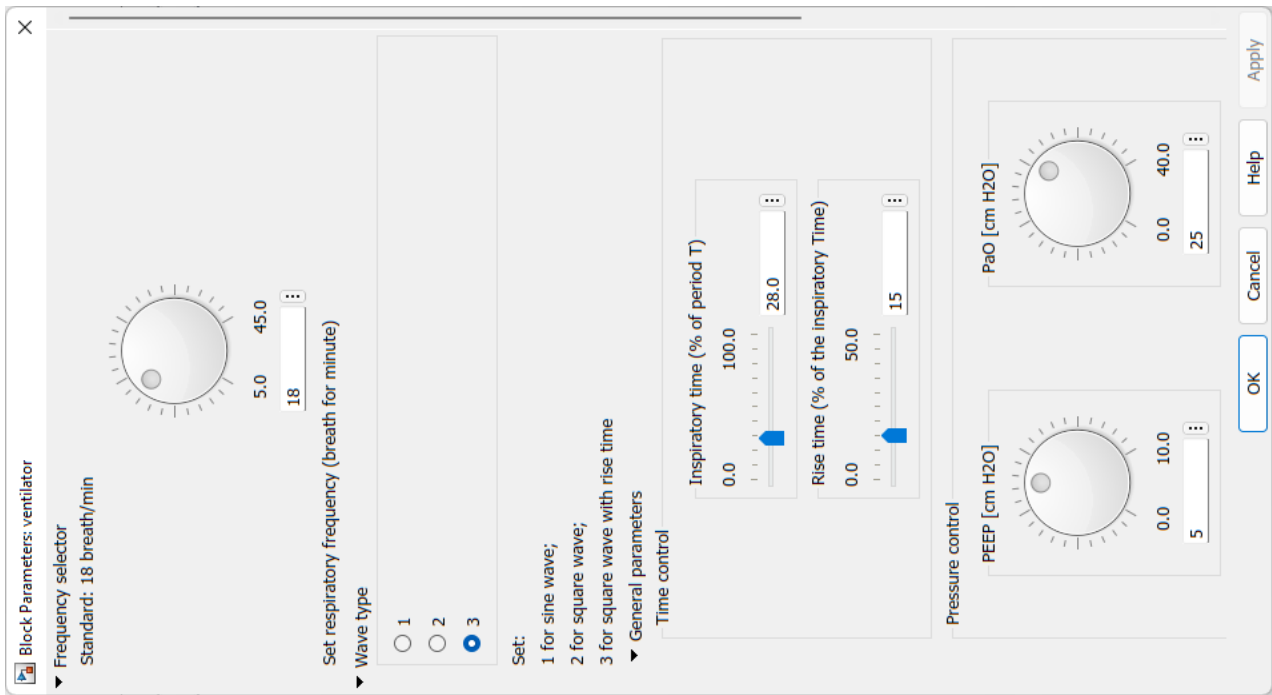 Block Parameters: ventilator
Frequency selector
Standard: 18 breath/min
5.0 45.0
18
Set respiratory frequency (breath for minute)
Wave type
1
2
3
Set:
1 for sine wave;
2 for square wave;
3 for square wave with rise time
General parameters
Time control
Inspiratory time (% of period T)
0.0 100.0
28.0
Rise time (% of the inspiratory Time)
0.0 50.0
15
Pressure control
PEEP [cm H2O]
0.0 10.0
5
PaO [cm H2O]
0.0 40.0
25
OK Cancel Help Apply